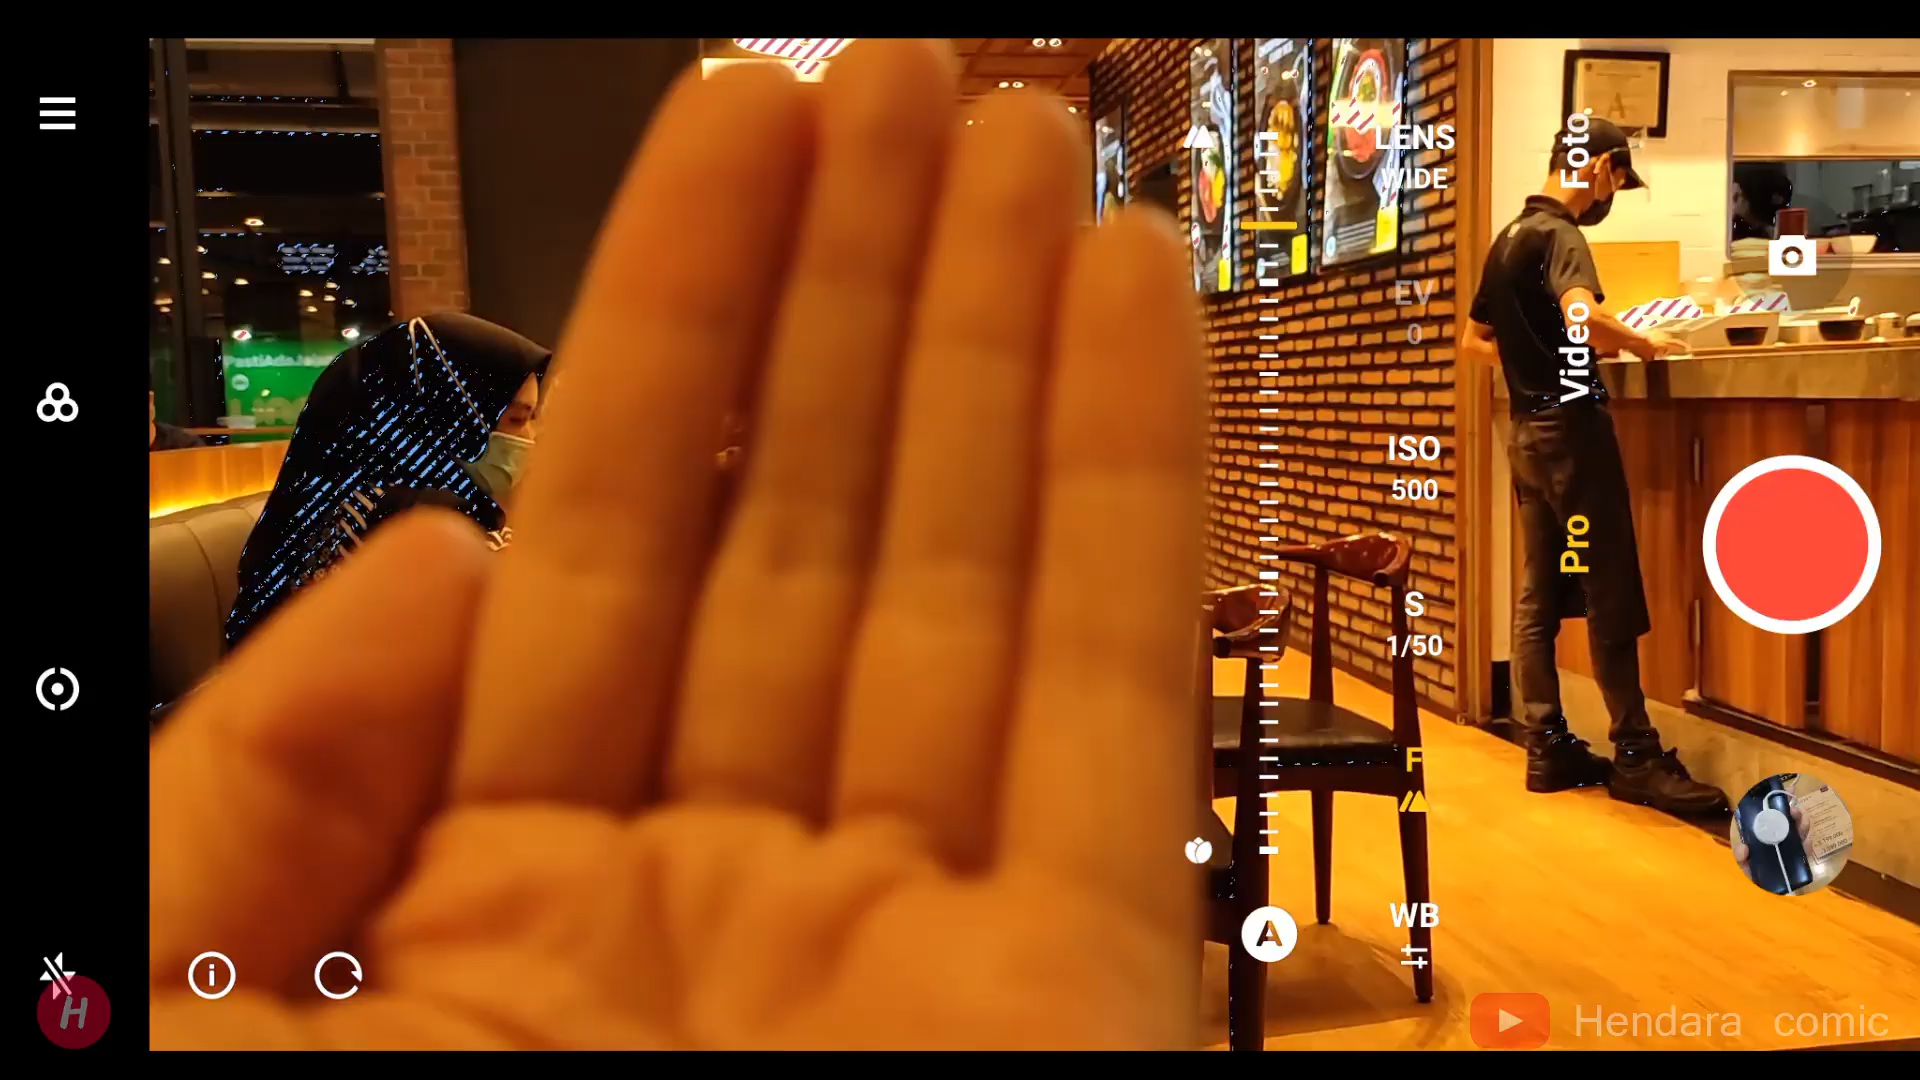 LENS
WIDE
EV
0
ISO
500
S
1/50
F
A
WB
Foto
Video
Pro
i
H
Hendara comic